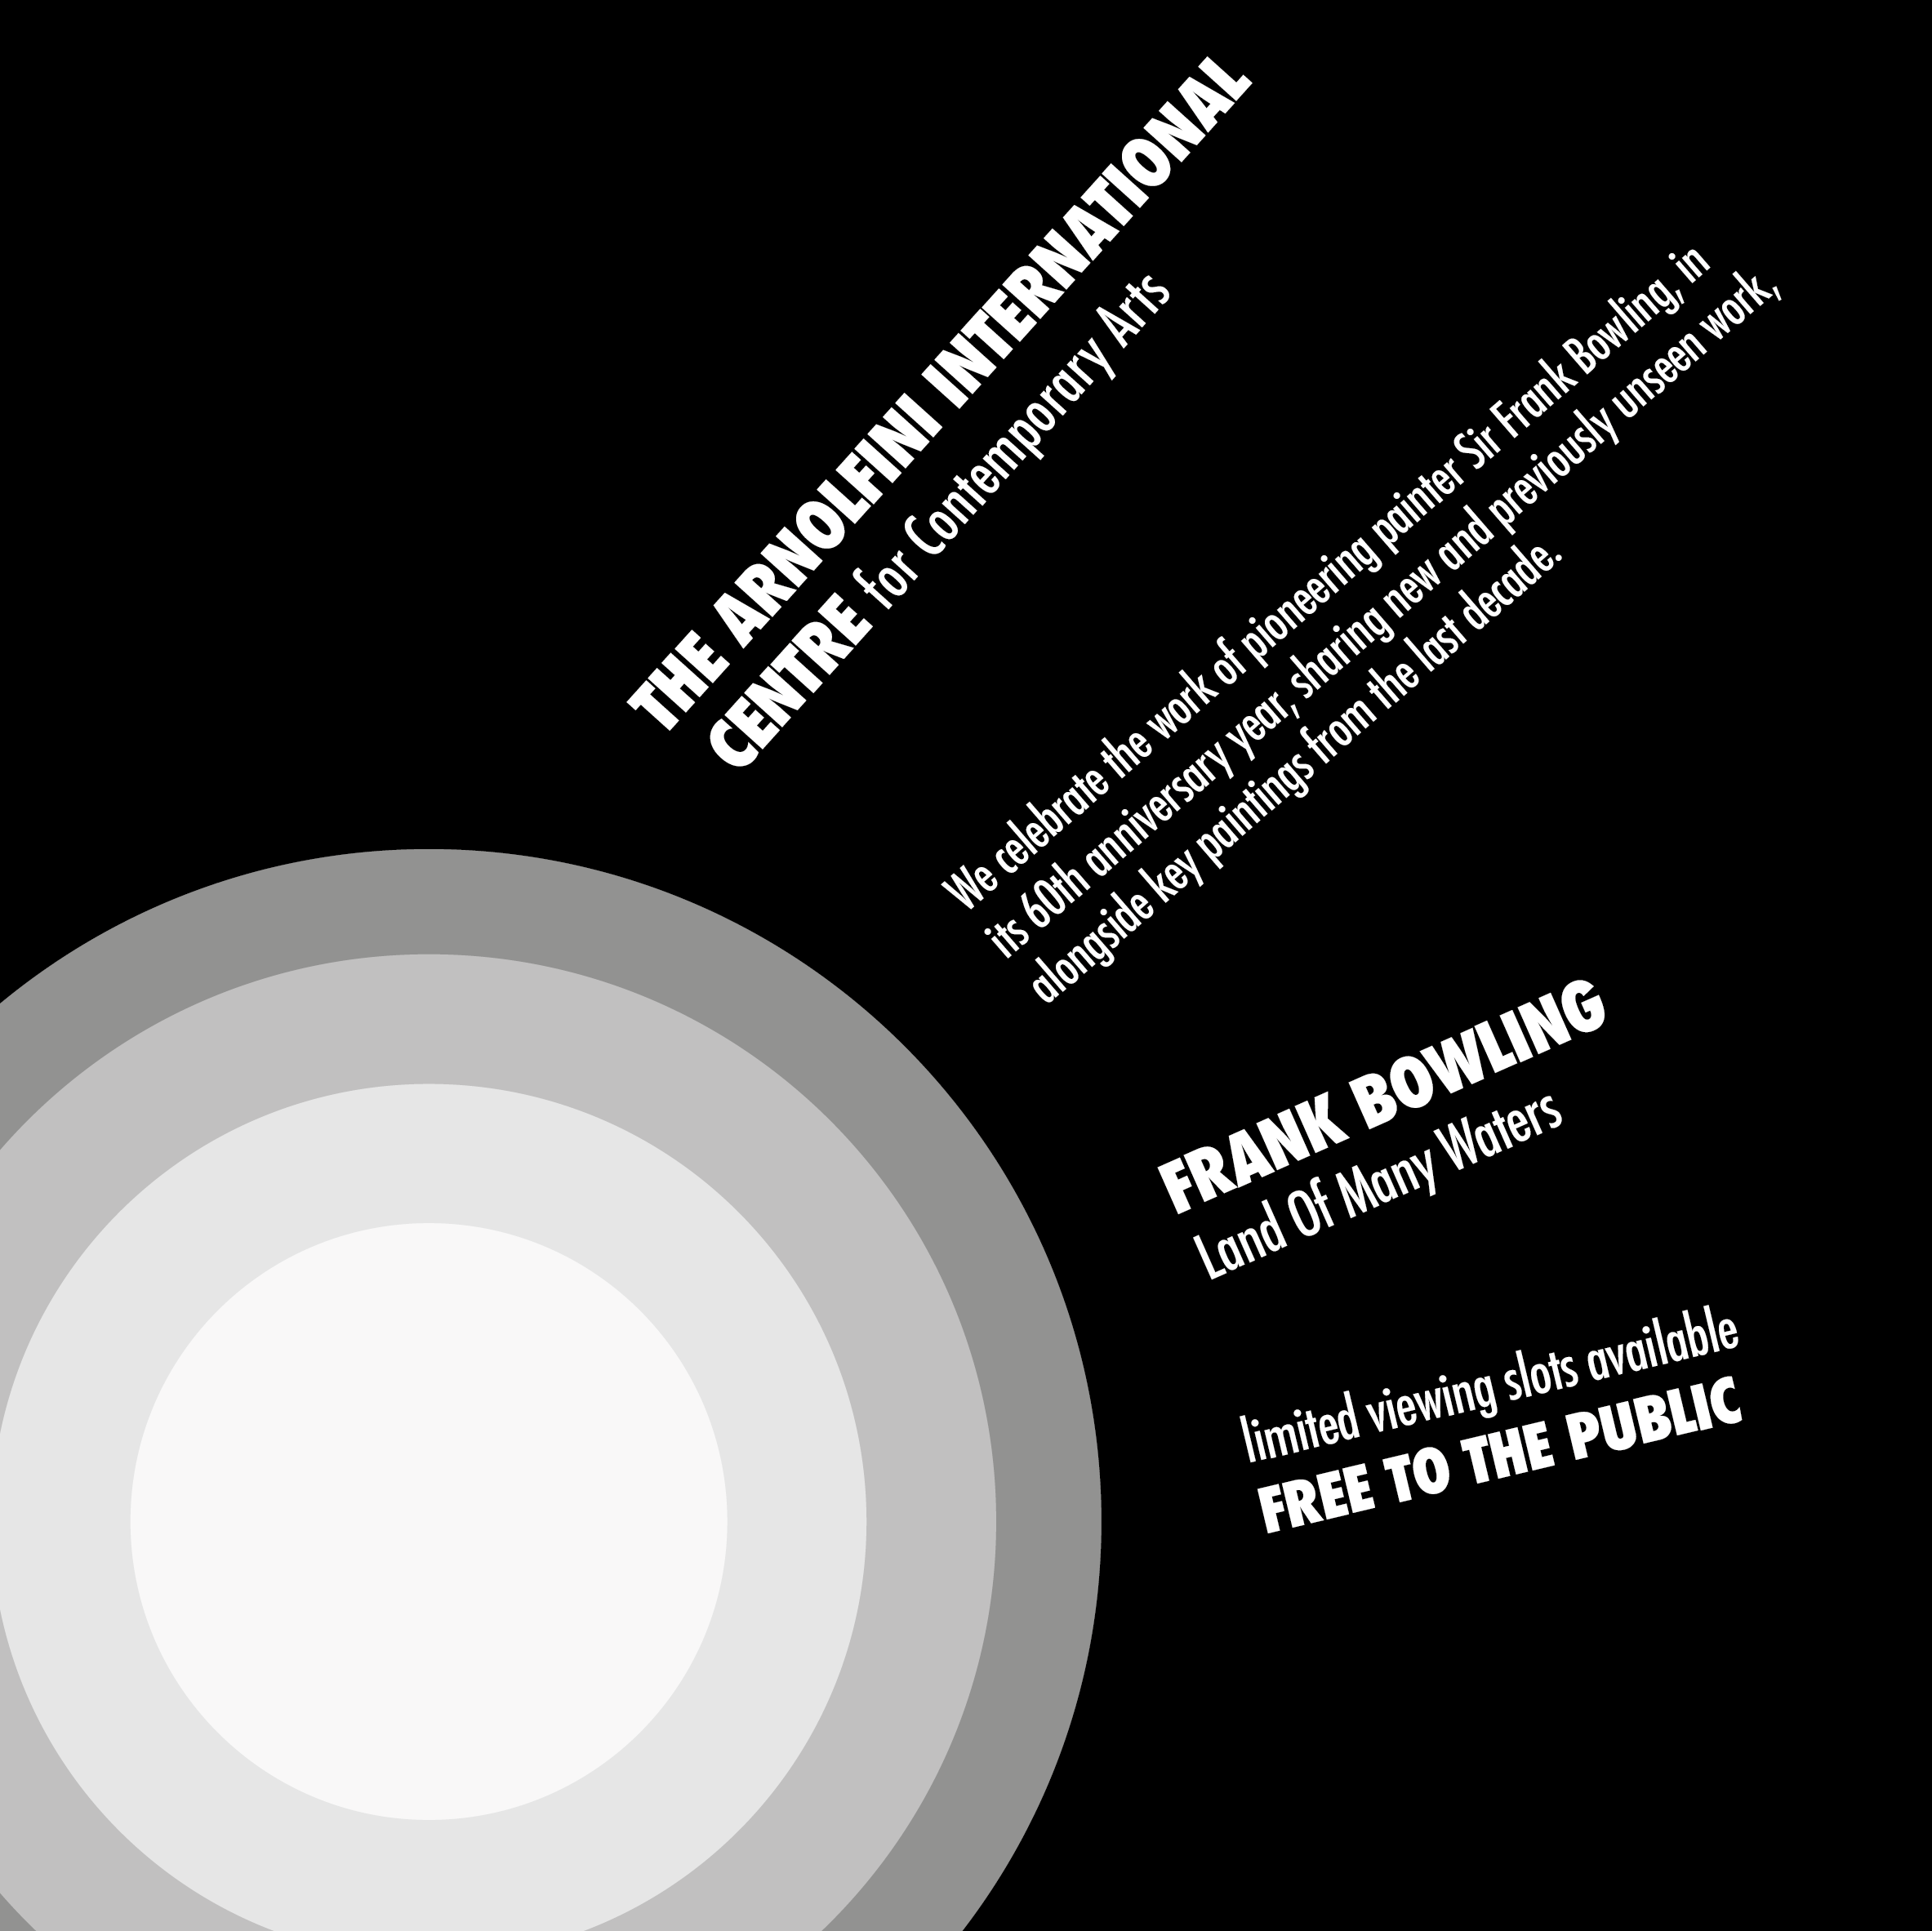 THE ARNOLFINI INTERNATIONAL
CENTRE for Contemporary Arts
We celebrate the work of pioneering painter Sir Frank Bowling, in
its 60th anniversary year, sharing new and previously unseen work,
alongside key paintings from the last decade.
FRANK BOWLING
Land Of Many Waters
limited viewing slots available
FREE TO THE PUBLIC